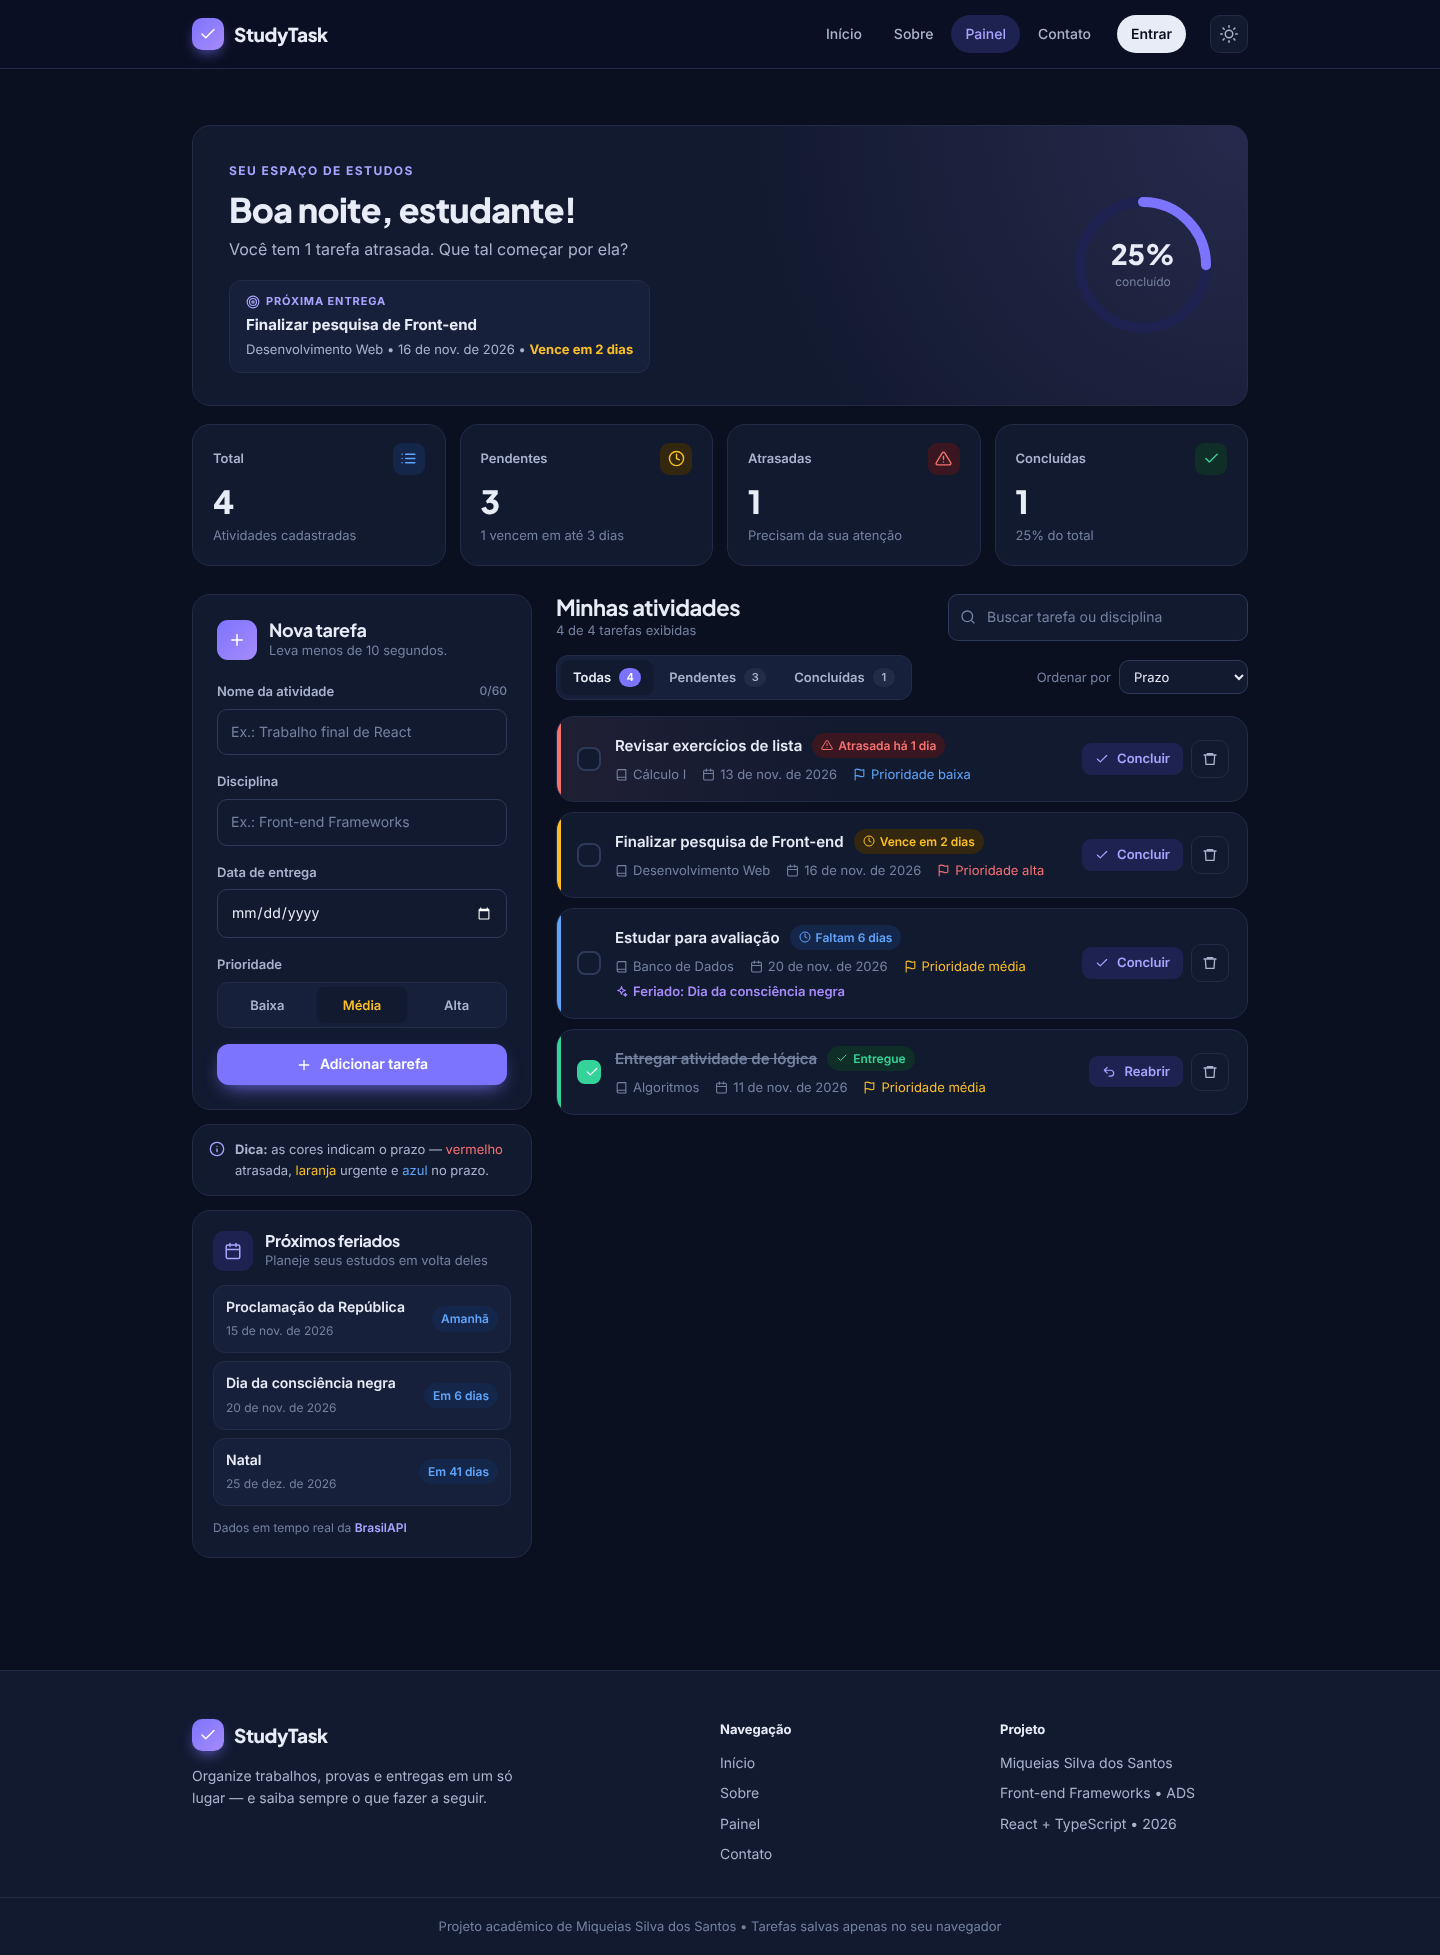 StudyTask
Início
Sobre
Painel
Contato
Entrar
SEU ESPAÇO DE ESTUDOS
Boa noite, estudante!
Você tem 1 tarefa atrasada. Que tal começar por ela?
PRÓXIMA ENTREGA
Finalizar pesquisa de Front-end
Desenvolvimento Web • 16 de nov. de 2026 • Vence em 2 dias
25%
concluído
Total
4
Atividades cadastradas
Pendentes
3
1 vencem em até 3 dias
Atrasadas
1
Precisam da sua atenção
Concluídas
1
25% do total
Nova tarefa
Leva menos de 10 segundos.
Nome da atividade 0/60
Ex.: Trabalho final de React
Disciplina
Ex.: Front-end Frameworks
Data de entrega
mm/dd/yyyy
Prioridade
Baixa Média Alta
Adicionar tarefa
Dica: as cores indicam o prazo — vermelho
atrasada, laranja urgente e azul no prazo.
Próximos feriados
Planeje seus estudos em volta deles
Proclamação da República
15 de nov. de 2026
Amanhã
Dia da consciência negra
20 de nov. de 2026
Em 6 dias
Natal
25 de dez. de 2026
Em 41 dias
Dados em tempo real da BrasilAPI
Minhas atividades
4 de 4 tarefas exibidas
Buscar tarefa ou disciplina
Todas 4 Pendentes 3 Concluídas 1
Ordenar por Prazo
Revisar exercícios de lista Atrasada há 1 dia
Cálculo I 13 de nov. de 2026 Prioridade baixa
Concluir
Finalizar pesquisa de Front-end Vence em 2 dias
Desenvolvimento Web 16 de nov. de 2026 Prioridade alta
Concluir
Estudar para avaliação Faltam 6 dias
Banco de Dados 20 de nov. de 2026 Prioridade média
Feriado: Dia da consciência negra
Concluir
Entregar atividade de lógica Entregue
Algoritmos 11 de nov. de 2026 Prioridade média
Reabrir
StudyTask
Organize trabalhos, provas e entregas em um só
lugar — e saiba sempre o que fazer a seguir.
Navegação
Início
Sobre
Painel
Contato
Projeto
Miqueias Silva dos Santos
Front-end Frameworks • ADS
React + TypeScript • 2026
Projeto acadêmico de Miqueias Silva dos Santos • Tarefas salvas apenas no seu navegador